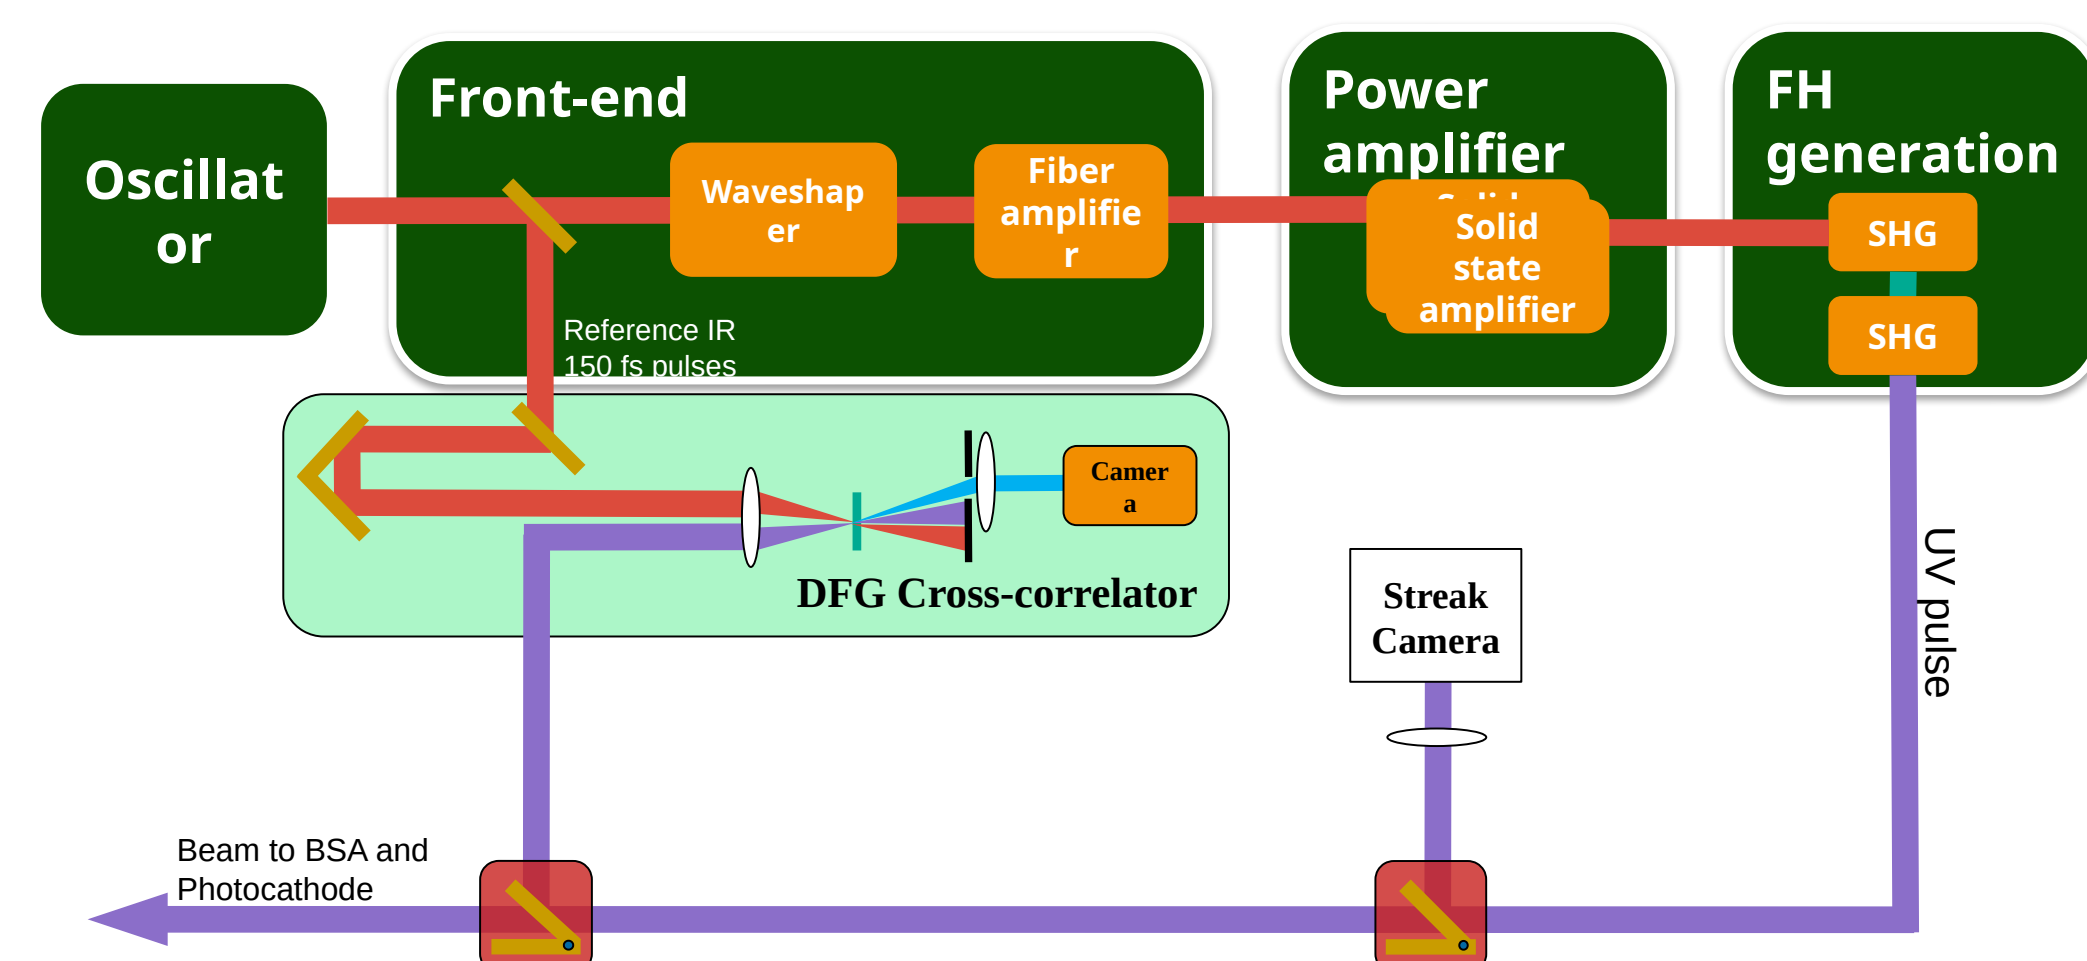 Oscillat
or
Front-end
Waveshap
er
Fiber
amplifie
r
Reference IR
150 fs pulses
Power
amplifier
Solid
state
amplifier
FH
generation
SHG
SHG
Camer
a
DFG Cross-correlator
Streak
Camera
UV pulse
Beam to BSA and
Photocathode